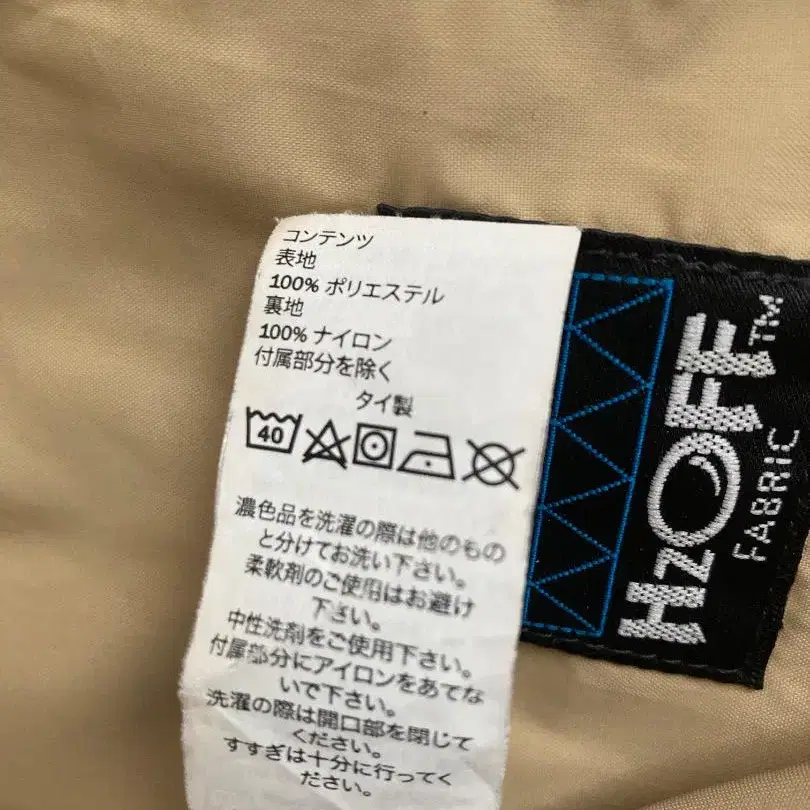 コンテンツ
表地
100% ポリエステル
裏地
100% ナイロン
付属部分を除く
タイ製
40
濃色品を洗濯の際は他のもの
と分けてお洗い下さい。
柔軟剤のご使用はお避け
下さい。
中性洗剤をご使用下さい。
付属部分にアイロンをあてな
いで下さい。
洗濯の際は開口部を閉じて
ください。
すすぎは十分に行ってく
ださい。
H2OFF™
FABRIC